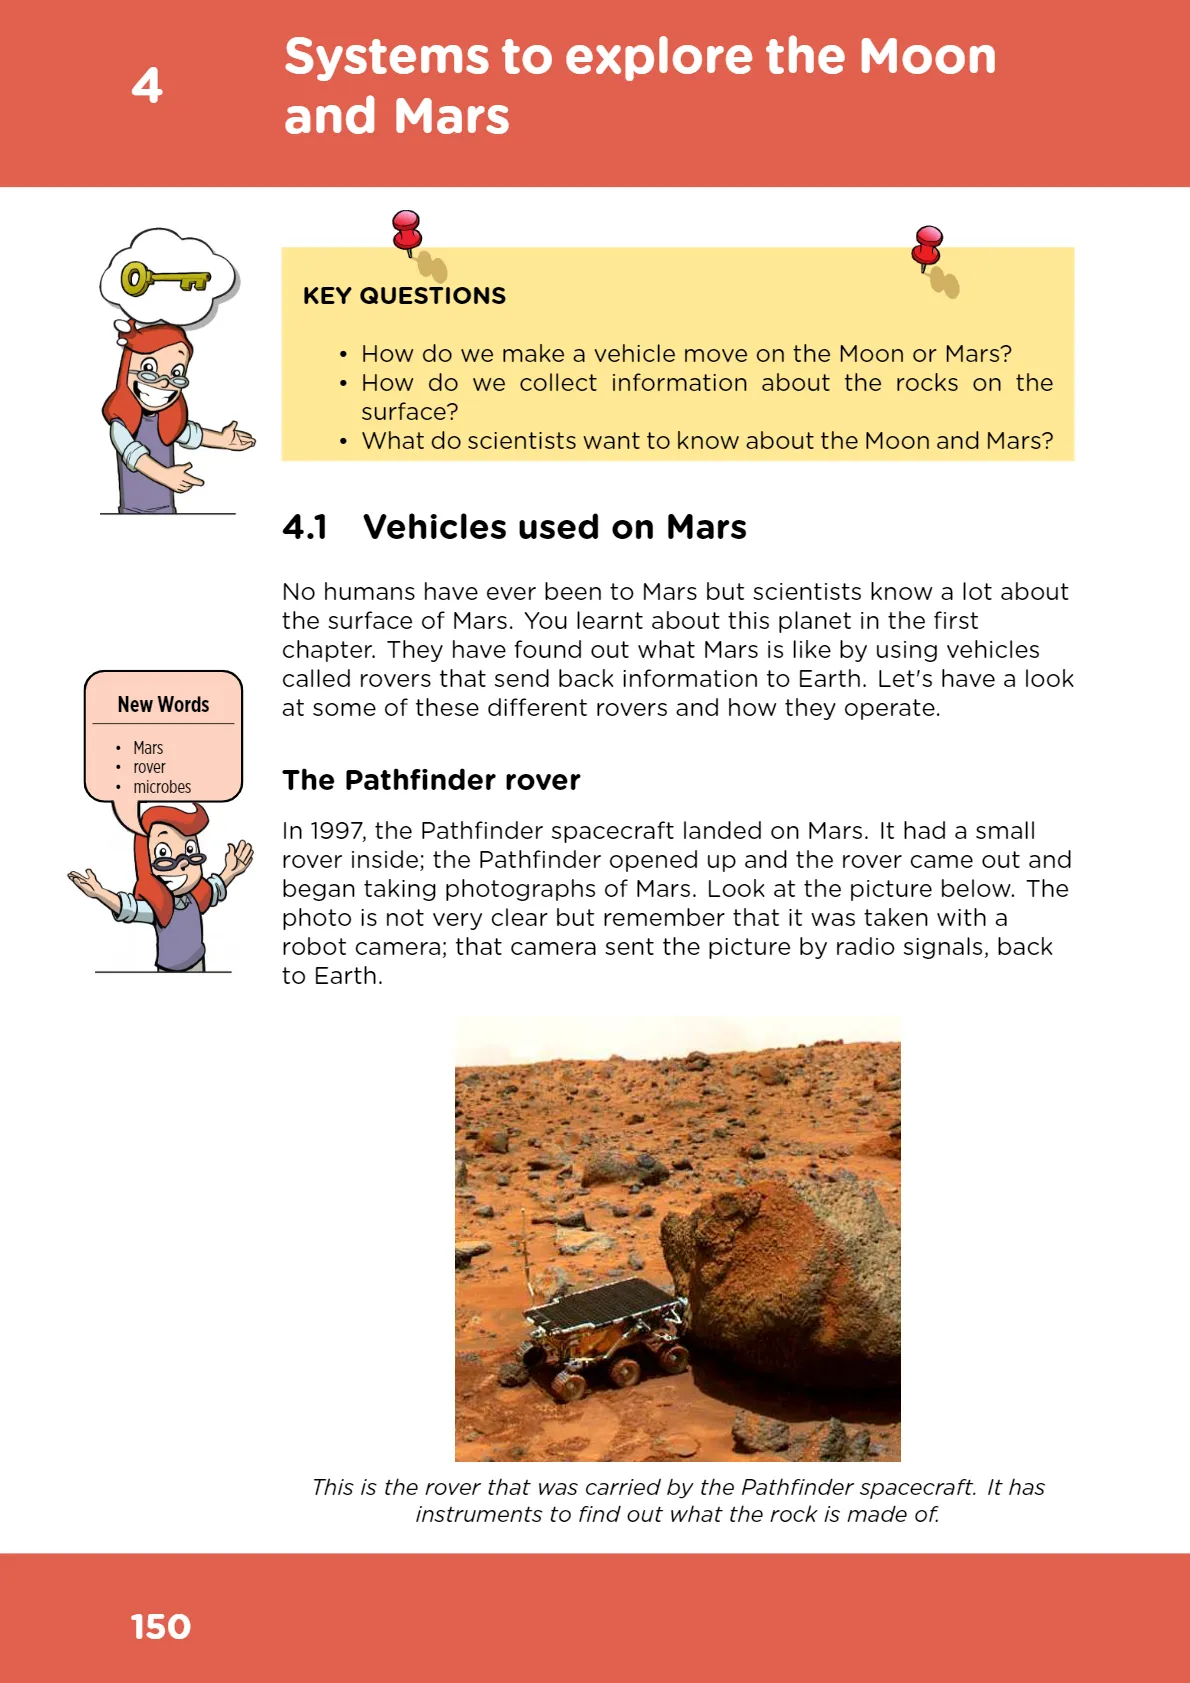 4
Systems to explore the Moon
and Mars
KEY QUESTIONS
• How do we make a vehicle move on the Moon or Mars?
• How do we collect information about the rocks on the
surface?
• What do scientists want to know about the Moon and Mars?
4.1 Vehicles used on Mars
No humans have ever been to Mars but scientists know a lot about
the surface of Mars. You learnt about this planet in the first
chapter. They have found out what Mars is like by using vehicles
called rovers that send back information to Earth. Let's have a look
at some of these different rovers and how they operate.
New Words
• Mars
• rover
• microbes
The Pathfinder rover
In 1997, the Pathfinder spacecraft landed on Mars. It had a small
rover inside; the Pathfinder opened up and the rover came out and
began taking photographs of Mars. Look at the picture below. The
photo is not very clear but remember that it was taken with a
robot camera; that camera sent the picture by radio signals, back
to Earth.
This is the rover that was carried by the Pathfinder spacecraft. It has
instruments to find out what the rock is made of.
150